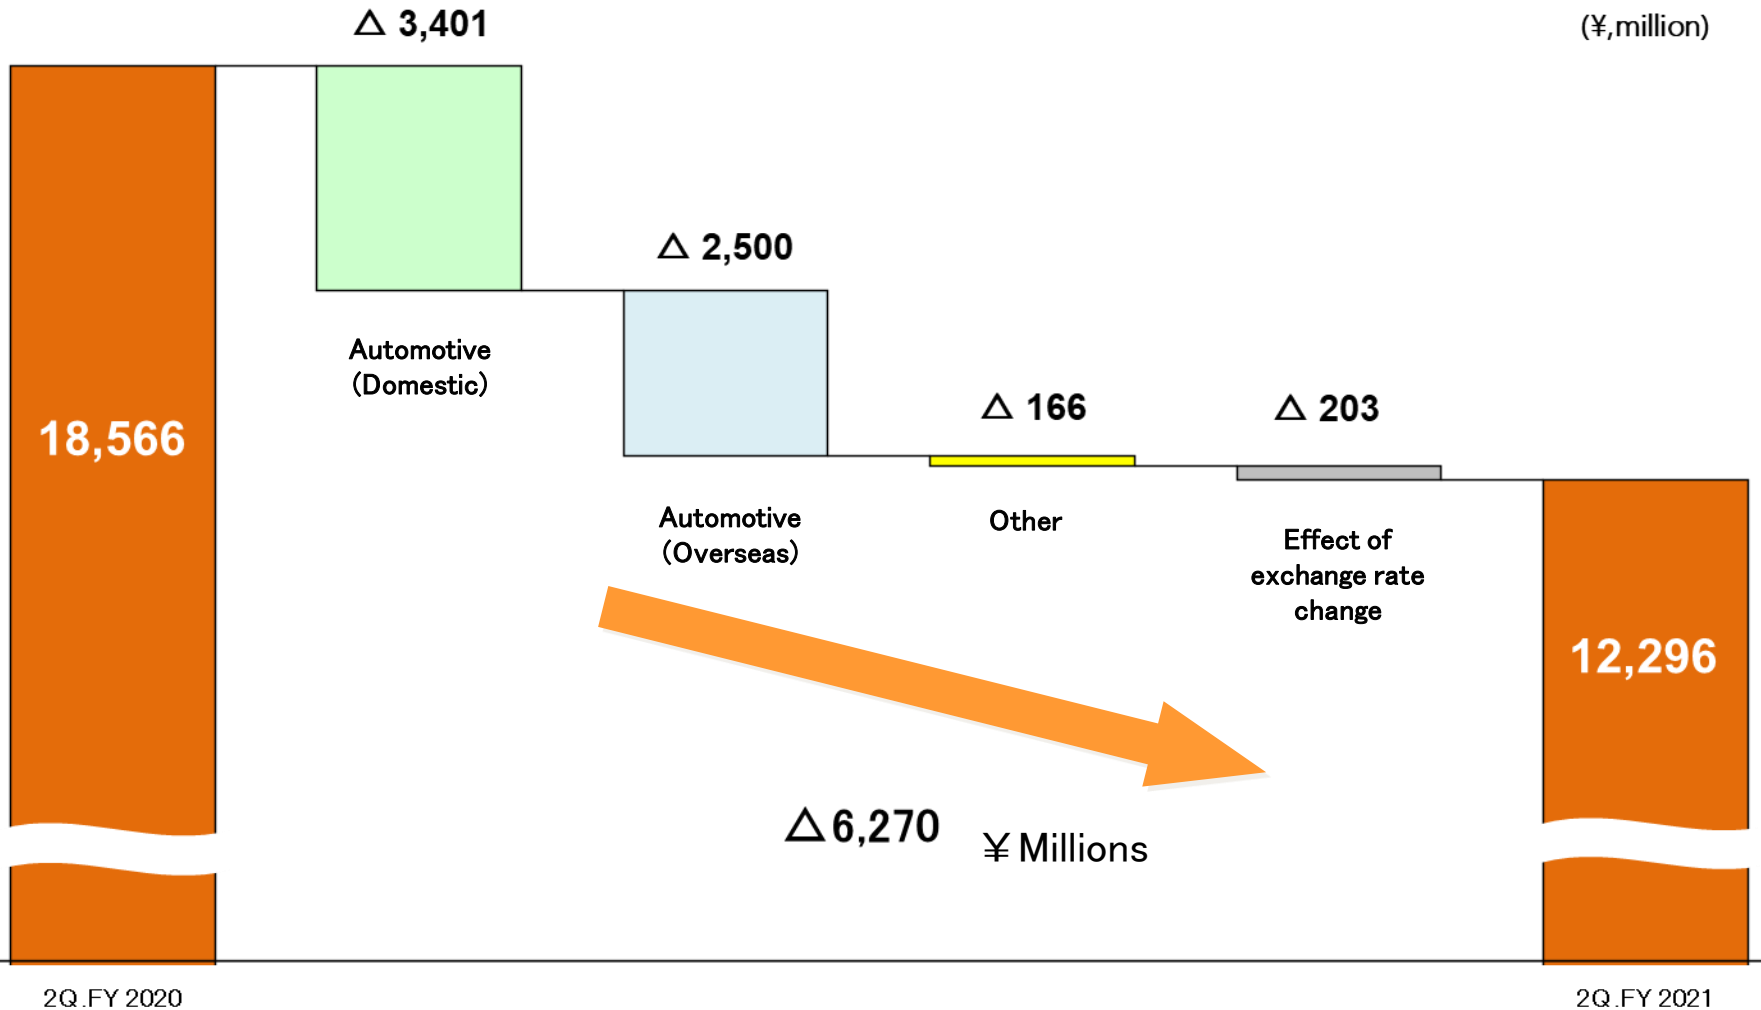 (¥,million)
△ 3,401
△ 2,500
Automotive
(Domestic)
18,566
△ 166
△ 203
Automotive
(Overseas)
Other
Effect of
exchange rate
change
12,296
△6,270
¥ Millions
2Q.FY 2020
2Q.FY 2021